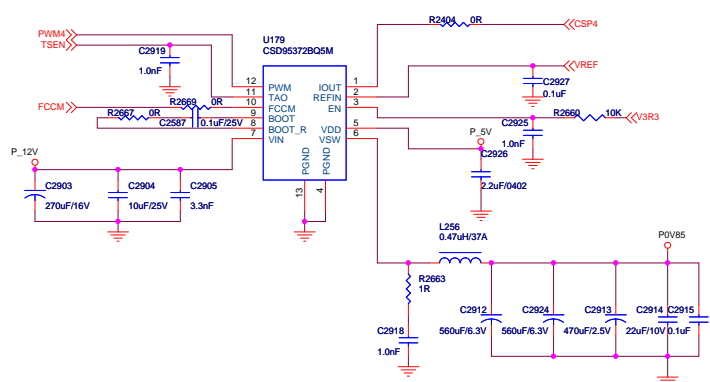 PWM4
TSEN
C2919
1.0nF
U179
CSD95372BQ5M
R2404 0R
CSP4
12 PWM
11 TAO
10 FCCM
9 BOOT
8 BOOT_R
7 VIN
IOUT 1
REFIN 2
EN 3
VDD 5
VSW 6
PGND 13
PGND 4
VREF
C2927
0.1uF
FCCM
R2669 0R
R2667 0R
C2587 0.1uF/25V
R2660 10K
V3R3
C2925
1.0nF
P_5V
C2926
2.2uF/0402
P_12V
C2903
270uF/16V
C2904
10uF/25V
C2905
3.3nF
L256
0.47uH/37A
P0V85
R2663
1R
C2918
1.0nF
C2912
560uF/6.3V
C2924
560uF/6.3V
C2913
470uF/2.5V
C2914
22uF/10V
C2915
0.1uF